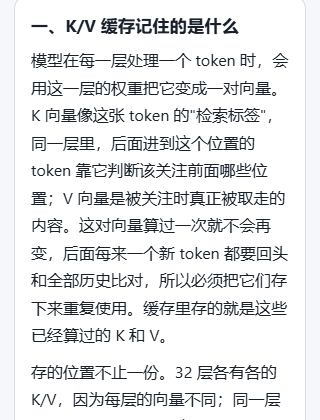 一、K/V 缓存记住的是什么
模型在每一层处理一个 token 时，会
用这一层的权重把它变成一对向量。
K 向量像这张 token 的"检索标签"，
同一层里，后面进到这个位置的
token 靠它判断该关注前面哪些位
置；V 向量是被关注时真正被取走的
内容。这对向量算过一次就不会再
变，后面每来一个新 token 都要回头
和全部历史比对，所以必须把它们存
下来重复使用。缓存里存的就是这些
已经算过的 K 和 V。
存的位置不止一份。32 层各有各的
K/V，因为每层的向量不同；同一层